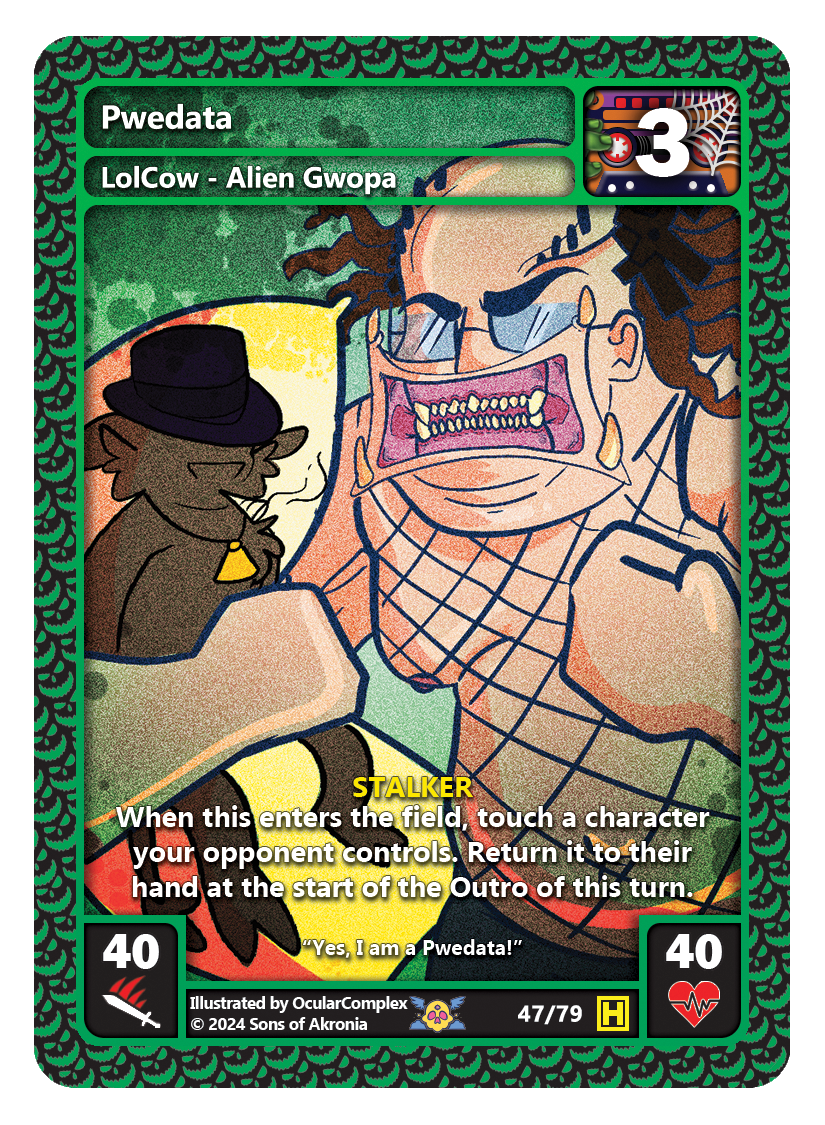 Pwedata
3
LolCow - Alien Gwopa
STALKER
When this enters the field, touch a character
your opponent controls. Return it to their
hand at the start of the Outro of this turn.
“Yes, I am a Pwedata!”
40
40
Illustrated by OcularComplex
© 2024 Sons of Akronia
47/79
H